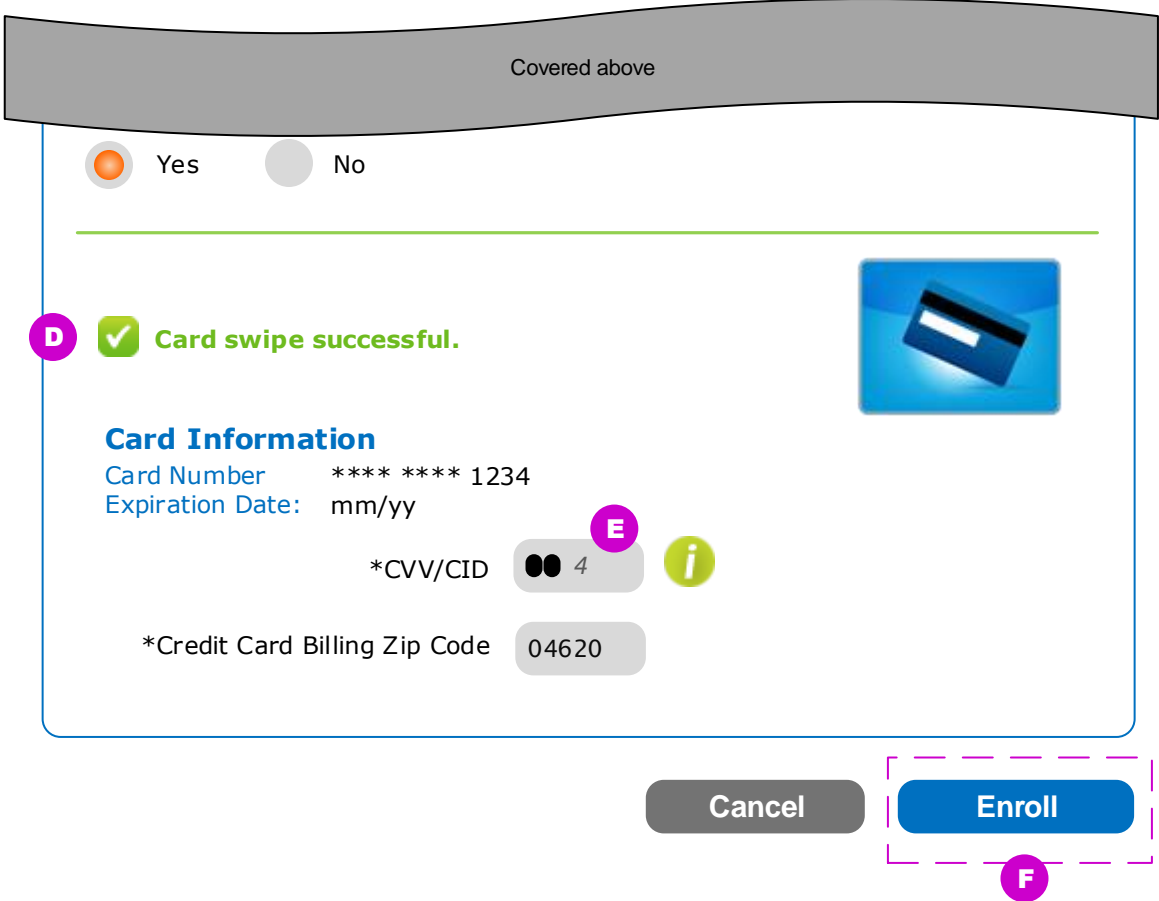 Covered above
Yes No
D Card swipe successful.
Card Information
Card Number **** **** 1234
Expiration Date: mm/yy
E
*CVV/CID ●● 4 i
*Credit Card Billing Zip Code 04620
Cancel Enroll
F